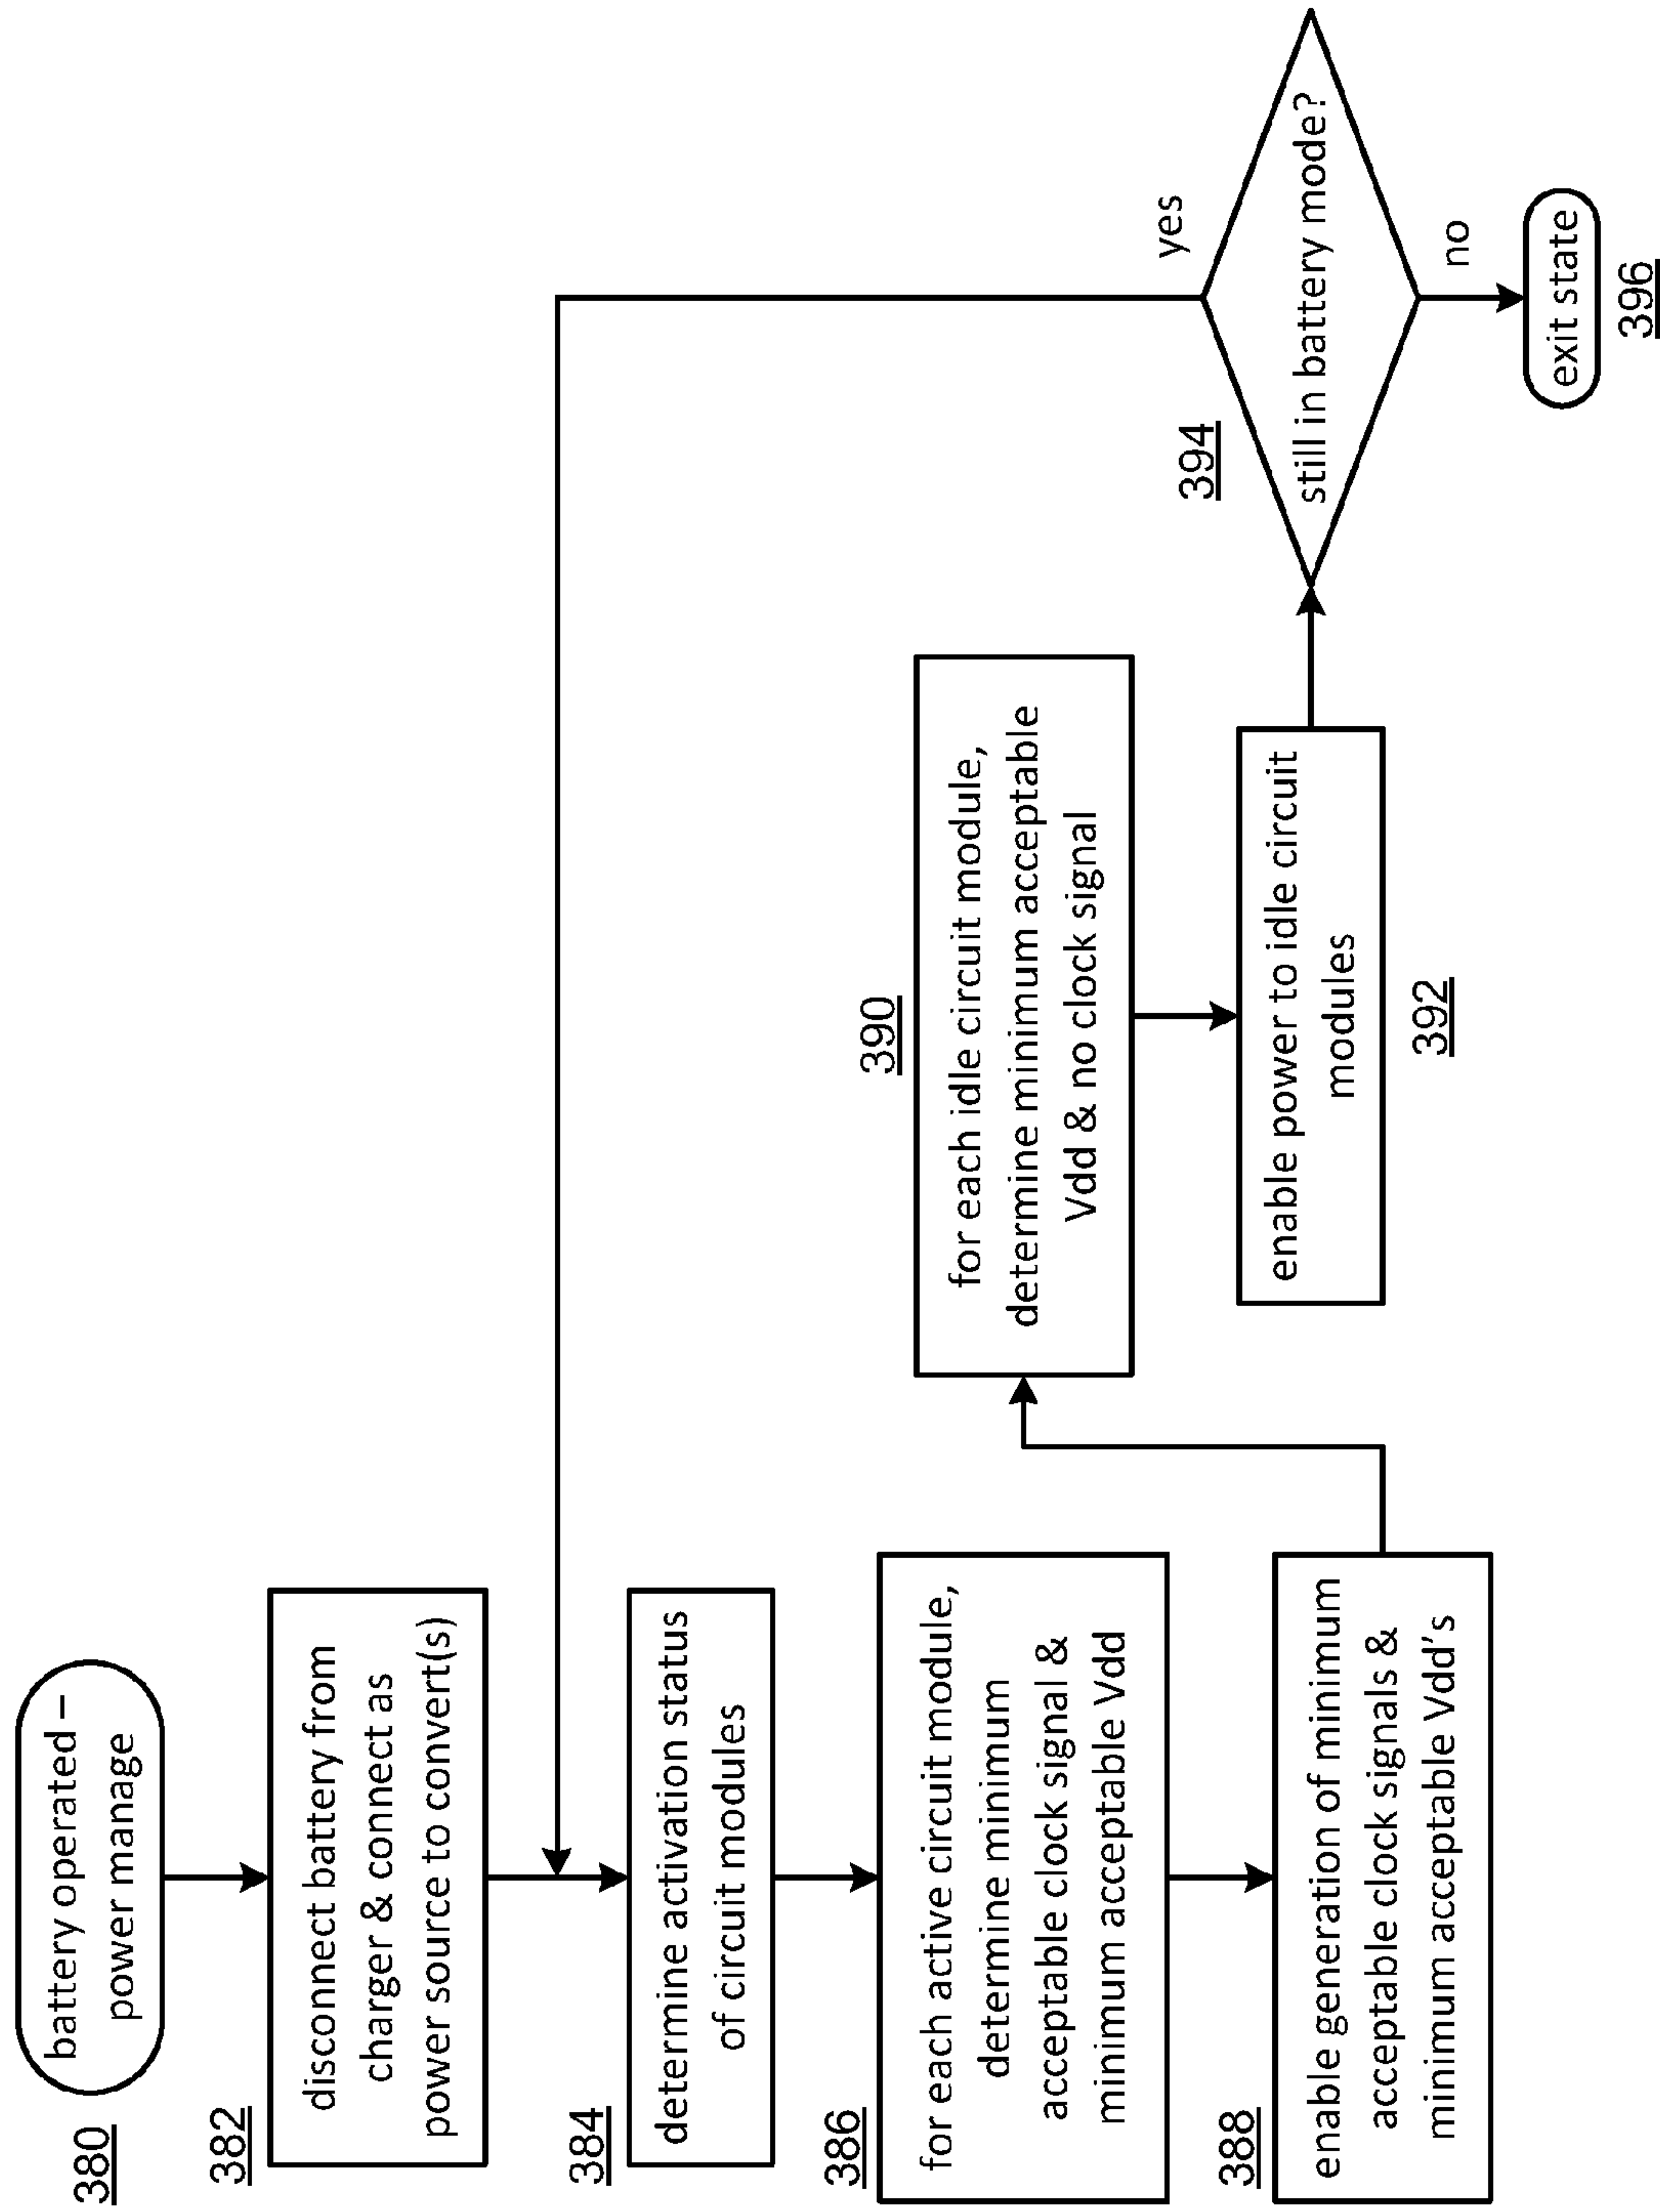 380
battery operated –
power manage
382
disconnect battery from
charger & connect as
power source to convert(s)
384
determine activation status
of circuit modules
386
for each active circuit module,
determine minimum
acceptable clock signal &
minimum acceptable Vdd
388
enable generation of minimum
acceptable clock signals &
minimum acceptable Vdd's
390
for each idle circuit module,
determine minimum acceptable
Vdd & no clock signal
enable power to idle circuit
modules
392
394
still in battery mode?
yes
no
exit state
396